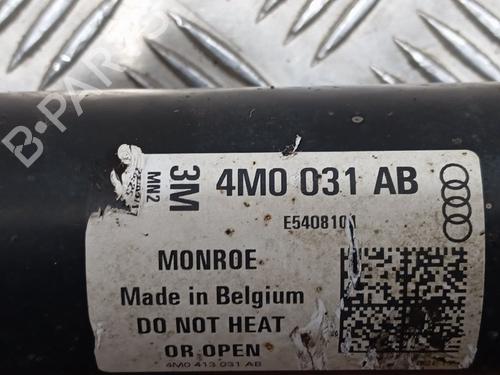 B-PARTS
3M
MN2
4M0 031 AB
MONROE
Made in Belgium
DO NOT HEAT
OR OPEN
4M0 413 031 AB